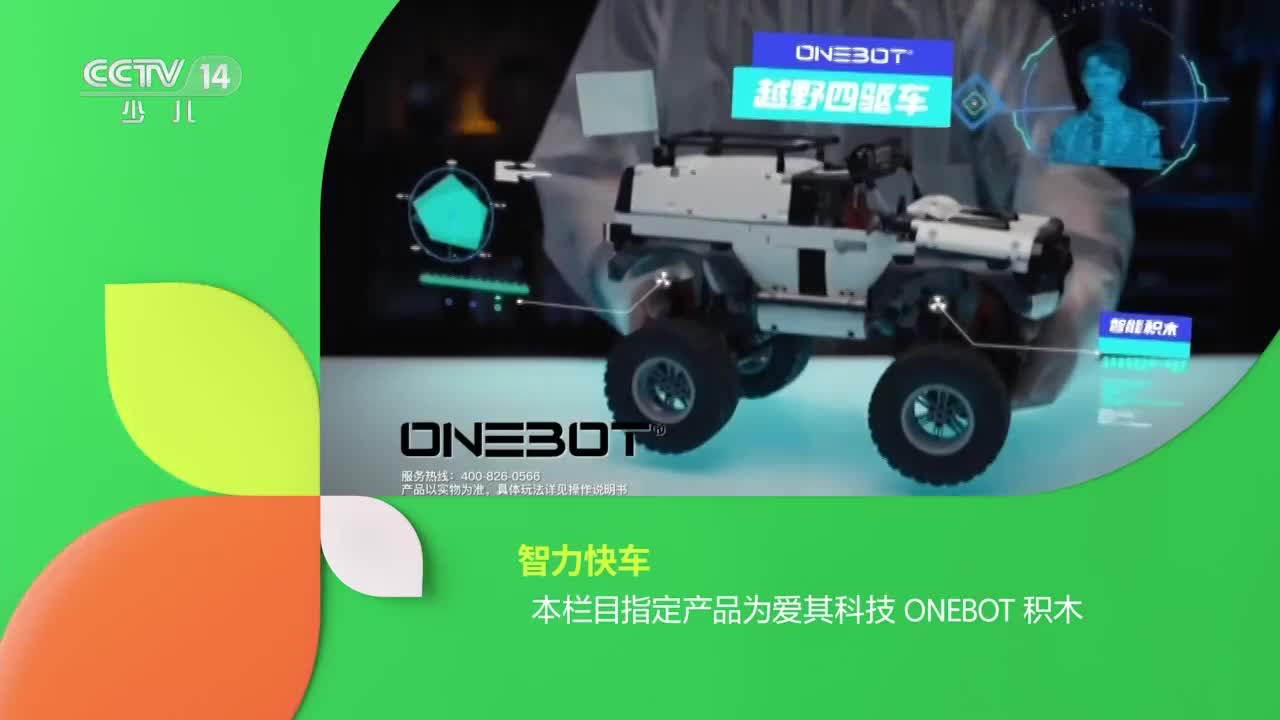 CCTV 14
少儿
ONEBOT
越野四驱车
智能积木
ONEBOT
服务热线：400-826-0566
产品以实物为准，具体玩法详见操作说明书
智力快车
本栏目指定产品为爱其科技 ONEBOT 积木